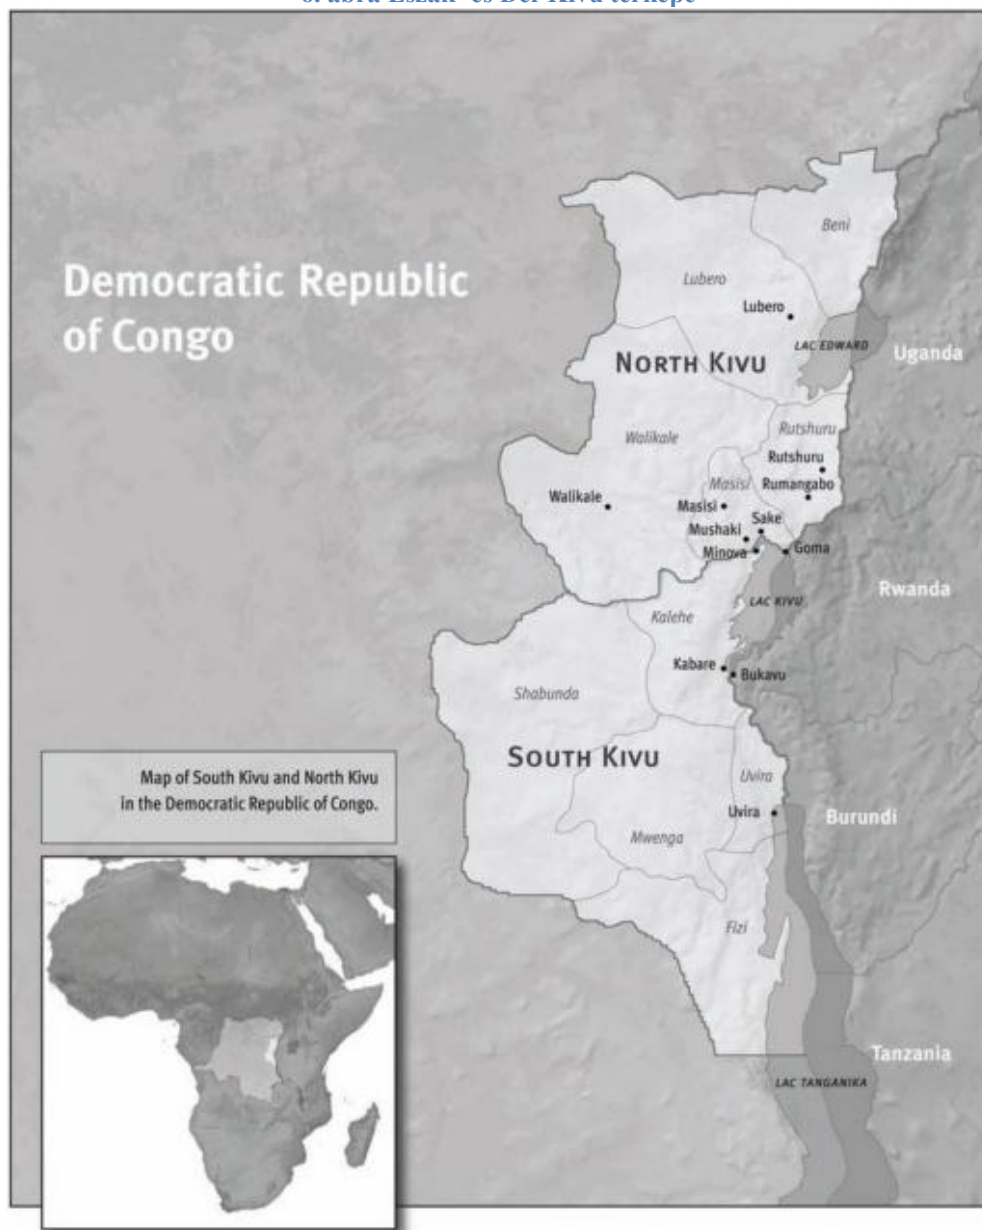 6. ábra Észak- és Dél-Kivu térképe
Democratic Republic
of Congo
Beni
Lubero
Lubero
LAC EDWARD
Uganda
NORTH KIVU
Rutshuru
Walikale
Rutshuru
Masisi
Rumangabo
Walikale
Masisi
Sake
Mushaki
Minova
Goma
Rwanda
LAC KIVU
Kalehe
Kabare
Bukavu
Shabunda
SOUTH KIVU
Uvira
Map of South Kivu and North Kivu
in the Democratic Republic of Congo.
Uvira
Burundi
Mwenga
Fizi
Tanzania
LAC TANGANIKA